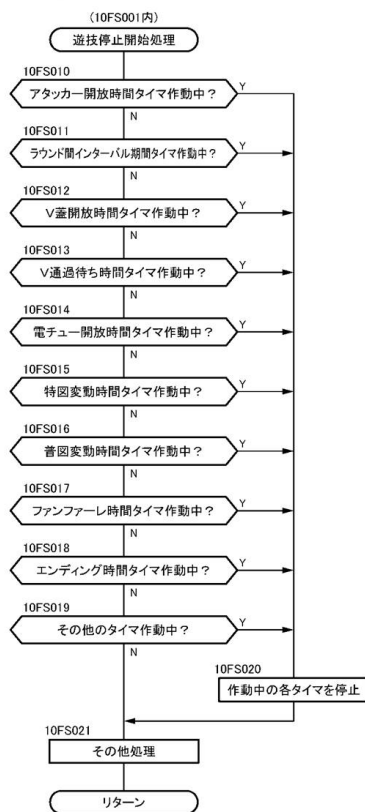 (10FS001内)
遊技停止開始処理
10FS010
アタッカー開放時間タイマ作動中？
Y
N
10FS011
ラウンド間インターバル期間タイマ作動中？
Y
N
10FS012
V蓋開放時間タイマ作動中？
Y
N
10FS013
V通過待ち時間タイマ作動中？
Y
N
10FS014
電チュー開放時間タイマ作動中？
Y
N
10FS015
特図変動時間タイマ作動中？
Y
N
10FS016
普図変動時間タイマ作動中？
Y
N
10FS017
ファンファーレ時間タイマ作動中？
Y
N
10FS018
エンディング時間タイマ作動中？
Y
N
10FS019
その他のタイマ作動中？
Y
N
10FS020
作動中の各タイマを停止
10FS021
その他処理
リターン